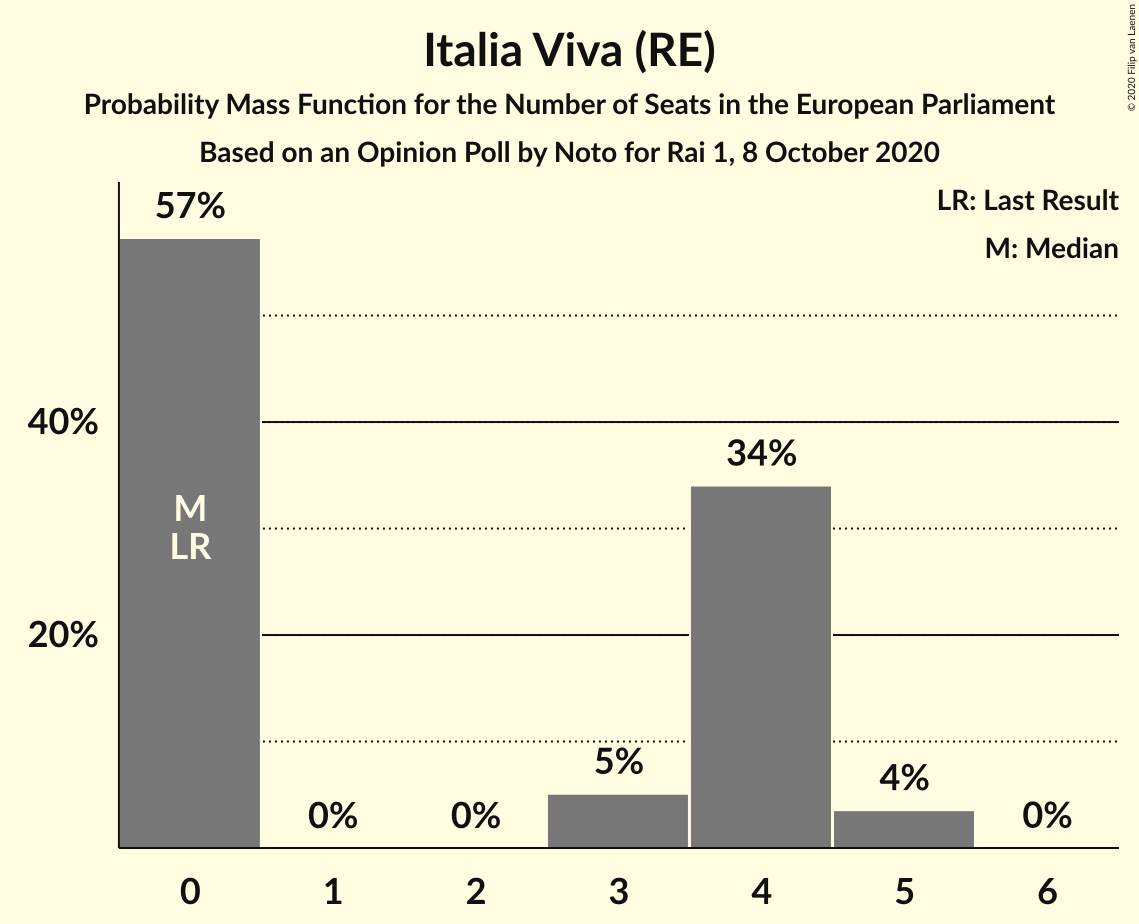 Italia Viva (RE)
Probability Mass Function for the Number of Seats in the European Parliament
Based on an Opinion Poll by Noto for Rai 1, 8 October 2020
© 2020 Filip van Laenen
LR: Last Result
M: Median
57%
40%
34%
M
LR
20%
5%
4%
0%
0%
0%
0
1
2
3
4
5
6